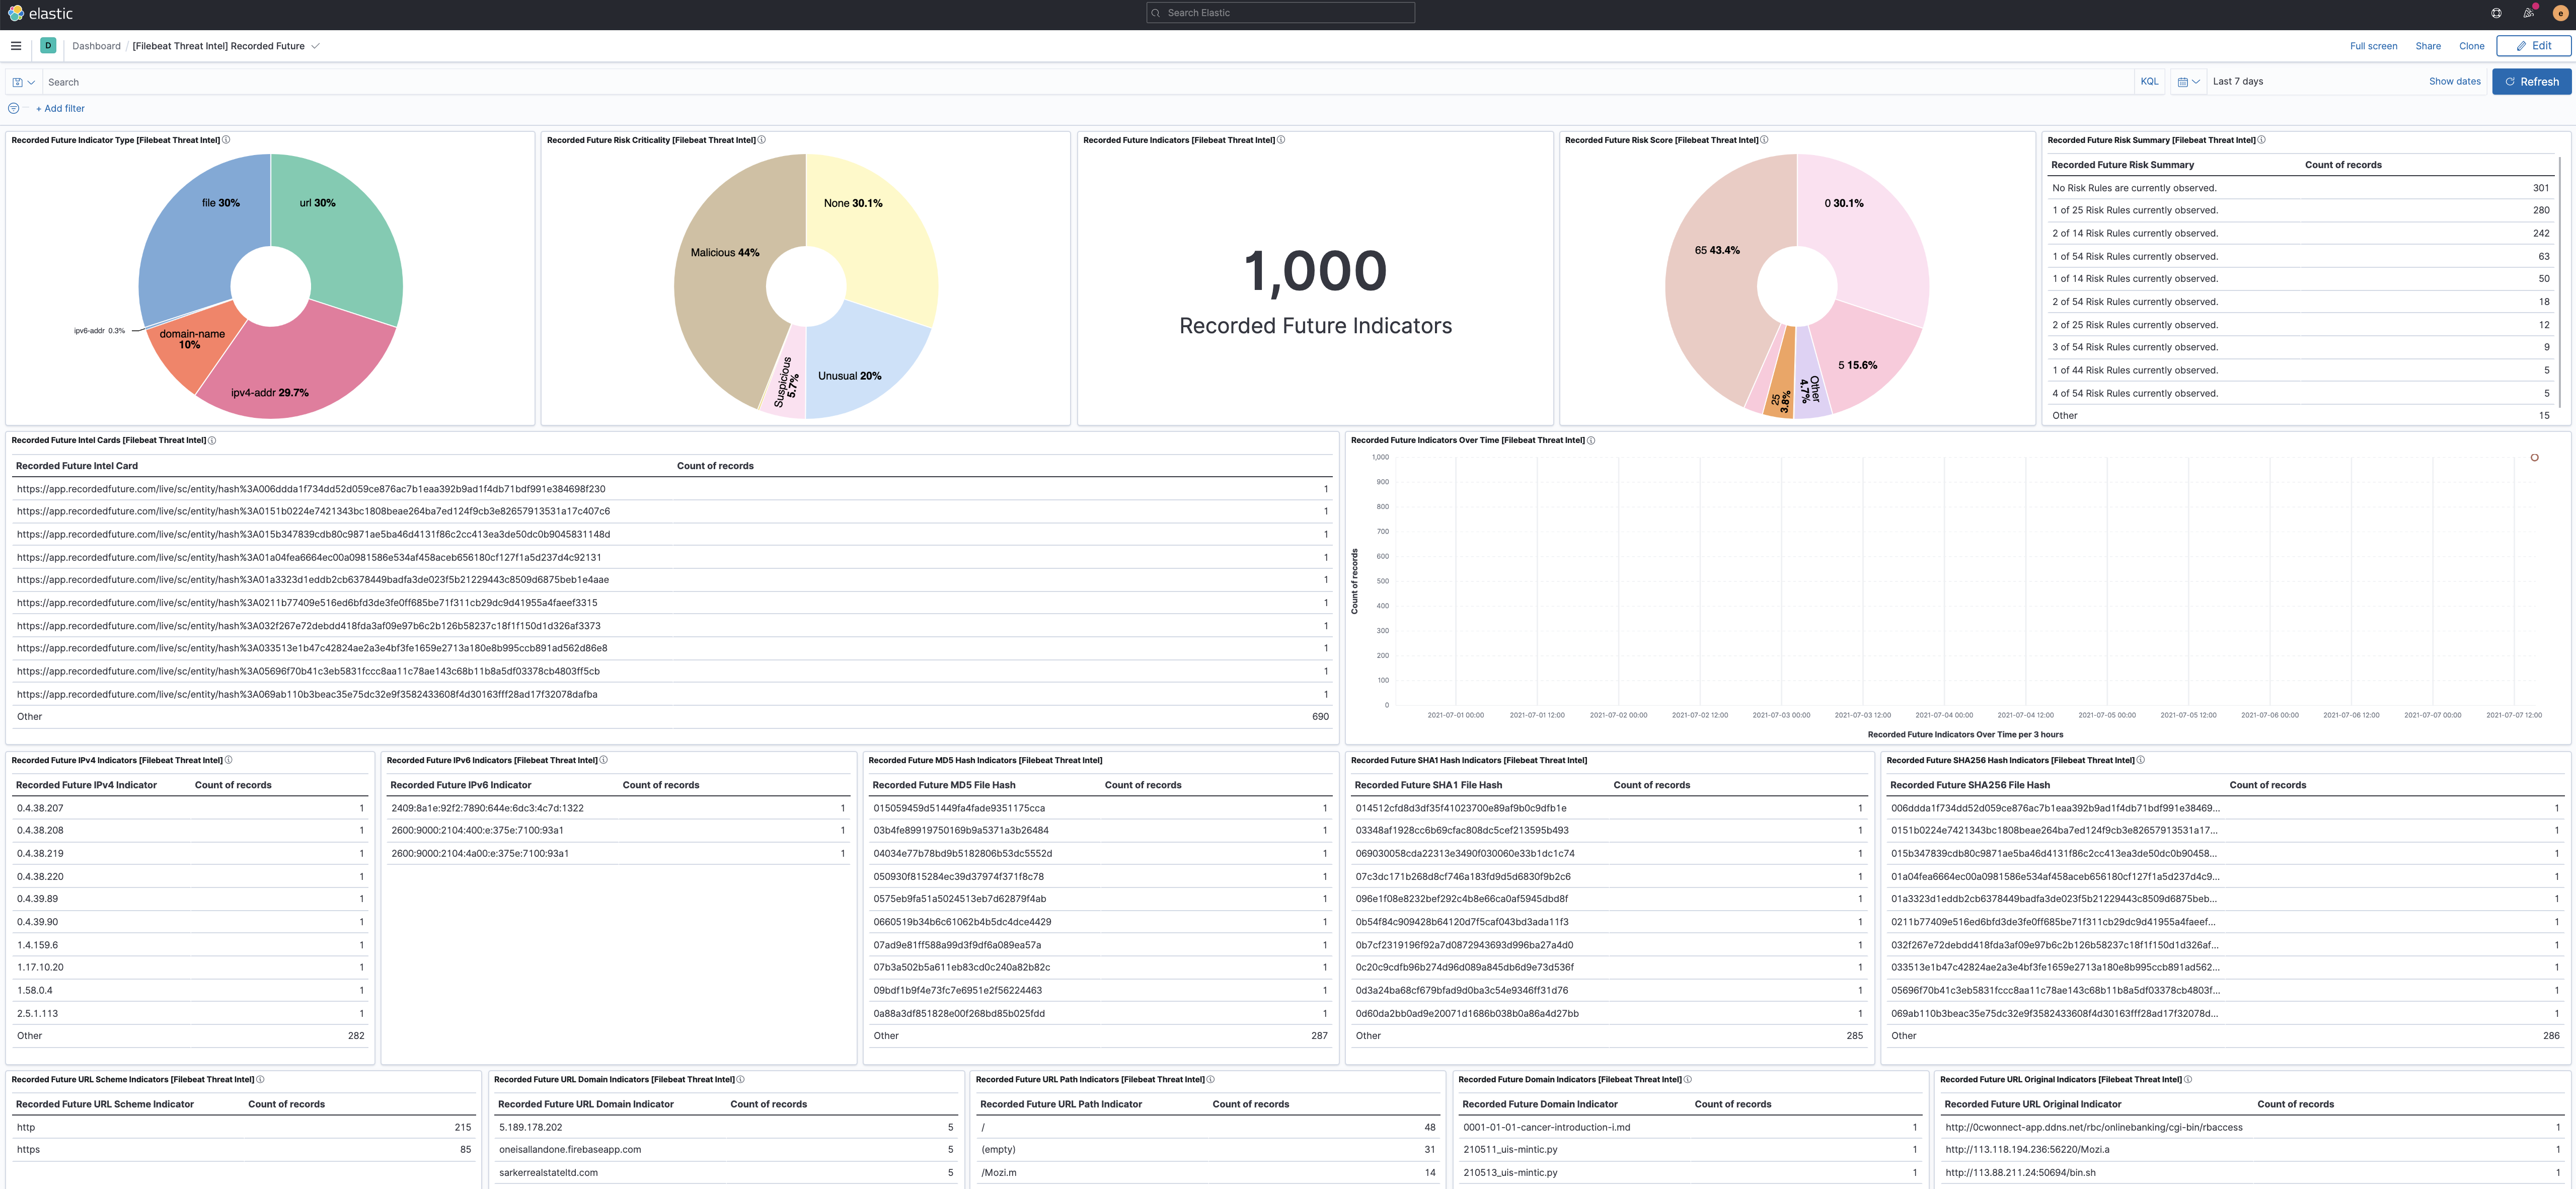 elastic
Search Elastic
e
D
Dashboard / [Filebeat Threat Intel] Recorded Future
Full screen Share Clone Edit
Search
KQL
Last 7 days
Show dates
Refresh
+ Add filter
Recorded Future Indicator Type [Filebeat Threat Intel]
file 30%
url 30%
ipv6-addr 0.3%
domain-name
10%
ipv4-addr 29.7%
Recorded Future Risk Criticality [Filebeat Threat Intel]
None 30.1%
Malicious 44%
Suspicious
5.7%
Unusual 20%
Recorded Future Indicators [Filebeat Threat Intel]
1,000
Recorded Future Indicators
Recorded Future Risk Score [Filebeat Threat Intel]
0 30.1%
65 43.4%
5 15.6%
25
3.8%
Other
4.7%
Recorded Future Risk Summary [Filebeat Threat Intel]
Recorded Future Risk Summary Count of records
No Risk Rules are currently observed. 301
1 of 25 Risk Rules currently observed. 280
2 of 14 Risk Rules currently observed. 242
1 of 54 Risk Rules currently observed. 63
1 of 14 Risk Rules currently observed. 50
2 of 54 Risk Rules currently observed. 18
2 of 25 Risk Rules currently observed. 12
3 of 54 Risk Rules currently observed. 9
1 of 44 Risk Rules currently observed. 5
4 of 54 Risk Rules currently observed. 5
Other 15
Recorded Future Intel Cards [Filebeat Threat Intel]
Recorded Future Intel Card Count of records
https://app.recordedfuture.com/live/sc/entity/hash%3A006ddda1f734dd52d059ce876ac7b1eaa392b9ad1f4db71bdf991e384698f230 1
https://app.recordedfuture.com/live/sc/entity/hash%3A0151b0224e7421343bc1808beae264ba7ed124f9cb3e82657913531a17c407c6 1
https://app.recordedfuture.com/live/sc/entity/hash%3A015b347839cdb80c9871ae5ba46d4131f86c2cc413ea3de50dc0b9045831148d 1
https://app.recordedfuture.com/live/sc/entity/hash%3A01a04fea6664ec00a0981586e534af458aceb656180cf127f1a5d237d4c92131 1
https://app.recordedfuture.com/live/sc/entity/hash%3A01a3323d1eddb2cb6378449badfa3de023f5b21229443c8509d6875beb1e4aae 1
https://app.recordedfuture.com/live/sc/entity/hash%3A0211b77409e516ed6bfd3de3fe0ff685be71f311cb29dc9d41955a4faeef3315 1
https://app.recordedfuture.com/live/sc/entity/hash%3A032f267e72debdd418fda3af09e97b6c2b126b58237c18f1f150d1d326af3373 1
https://app.recordedfuture.com/live/sc/entity/hash%3A033513e1b47c42824ae2a3e4bf3fe1659e2713a180e8b995ccb891ad562d86e8 1
https://app.recordedfuture.com/live/sc/entity/hash%3A05696f70b41c3eb5831fccc8aa11c78ae143c68b11b8a5df03378cb4803ff5cb 1
https://app.recordedfuture.com/live/sc/entity/hash%3A069ab110b3beac35e75dc32e9f3582433608f4d30163fff28ad17f32078dafba 1
Other 690
Recorded Future Indicators Over Time [Filebeat Threat Intel]
Count of records
1,000
900
800
700
600
500
400
300
200
100
0
2021-07-01 00:00 2021-07-01 12:00 2021-07-02 00:00 2021-07-02 12:00 2021-07-03 00:00 2021-07-03 12:00 2021-07-04 00:00 2021-07-04 12:00 2021-07-05 00:00 2021-07-05 12:00 2021-07-06 00:00 2021-07-06 12:00 2021-07-07 00:00 2021-07-07 12:00
Recorded Future Indicators Over Time per 3 hours
Recorded Future IPv4 Indicators [Filebeat Threat Intel]
Recorded Future IPv4 Indicator Count of records
0.4.38.207 1
0.4.38.208 1
0.4.38.219 1
0.4.38.220 1
0.4.39.89 1
0.4.39.90 1
1.4.159.6 1
1.17.10.20 1
1.58.0.4 1
2.5.1.113 1
Other 282
Recorded Future IPv6 Indicators [Filebeat Threat Intel]
Recorded Future IPv6 Indicator Count of records
2409:8a1e:92f2:7890:644e:6dc3:4c7d:1322 1
2600:9000:2104:400:e:375e:7100:93a1 1
2600:9000:2104:4a00:e:375e:7100:93a1 1
Recorded Future MD5 Hash Indicators [Filebeat Threat Intel]
Recorded Future MD5 File Hash Count of records
015059459d51449fa4fade9351175cca 1
03b4fe89919750169b9a5371a3b26484 1
04034e77b78bd9b5182806b53dc5552d 1
050930f815284ec39d37974f371f8c78 1
0575eb9fa51a5024513eb7d62879f4ab 1
0660519b34b6c61062b4b5dc4dce4429 1
07ad9e81ff588a99d3f9df6a089ea57a 1
07b3a502b5a611eb83cd0c240a82b82c 1
09bdf1b9f4e73fc7e6951e2f56224463 1
0a88a3df851828e00f268bd85b025fdd 1
Other 287
Recorded Future SHA1 Hash Indicators [Filebeat Threat Intel]
Recorded Future SHA1 File Hash Count of records
014512cfd8d3df35f41023700e89af9b0c9dfb1e 1
03348af1928cc6b69cfac808dc5cef213595b493 1
069030058cda22313e3490f030060e33b1dc1c74 1
07c3dc171b268d8cf746a183fd9d5d6830f9b2c6 1
096e1f08e8232bef292c4b8e66ca0af5945dbd8f 1
0b54f84c909428b64120d7f5caf043bd3ada11f3 1
0b7cf2319196f92a7d0872943693d996ba27a4d0 1
0c20c9cdfb96b274d96d089a845db6d9e73d536f 1
0d3a24ba68cf679bfad9d0ba3c54e9346ff31d76 1
0d60da2bb0ad9e20071d1686b038b0a86a4d27bb 1
Other 285
Recorded Future SHA256 Hash Indicators [Filebeat Threat Intel]
Recorded Future SHA256 File Hash Count of records
006ddda1f734dd52d059ce876ac7b1eaa392b9ad1f4db71bdf991e38469... 1
0151b0224e7421343bc1808beae264ba7ed124f9cb3e82657913531a17... 1
015b347839cdb80c9871ae5ba46d4131f86c2cc413ea3de50dc0b90458... 1
01a04fea6664ec00a0981586e534af458aceb656180cf127f1a5d237d4c9... 1
01a3323d1eddb2cb6378449badfa3de023f5b21229443c8509d6875beb... 1
0211b77409e516ed6bfd3de3fe0ff685be71f311cb29dc9d41955a4faeef... 1
032f267e72debdd418fda3af09e97b6c2b126b58237c18f1f150d1d326af... 1
033513e1b47c42824ae2a3e4bf3fe1659e2713a180e8b995ccb891ad562... 1
05696f70b41c3eb5831fccc8aa11c78ae143c68b11b8a5df03378cb4803f... 1
069ab110b3beac35e75dc32e9f3582433608f4d30163fff28ad17f32078d... 1
Other 286
Recorded Future URL Scheme Indicators [Filebeat Threat Intel]
Recorded Future URL Scheme Indicator Count of records
http 215
https 85
Recorded Future URL Domain Indicators [Filebeat Threat Intel]
Recorded Future URL Domain Indicator Count of records
5.189.178.202 5
oneisallandone.firebaseapp.com 5
sarkerrealstateltd.com 5
Recorded Future URL Path Indicators [Filebeat Threat Intel]
Recorded Future URL Path Indicator Count of records
/ 48
(empty) 31
/Mozi.m 14
Recorded Future Domain Indicators [Filebeat Threat Intel]
Recorded Future Domain Indicator Count of records
0001-01-01-cancer-introduction-i.md 1
210511_uis-mintic.py 1
210513_uis-mintic.py 1
Recorded Future URL Original Indicators [Filebeat Threat Intel]
Recorded Future URL Original Indicator Count of records
http://0cwonnect-app.ddns.net/rbc/onlinebanking/cgi-bin/rbaccess 1
http://113.118.194.236:56220/Mozi.a 1
http://113.88.211.24:50694/bin.sh 1